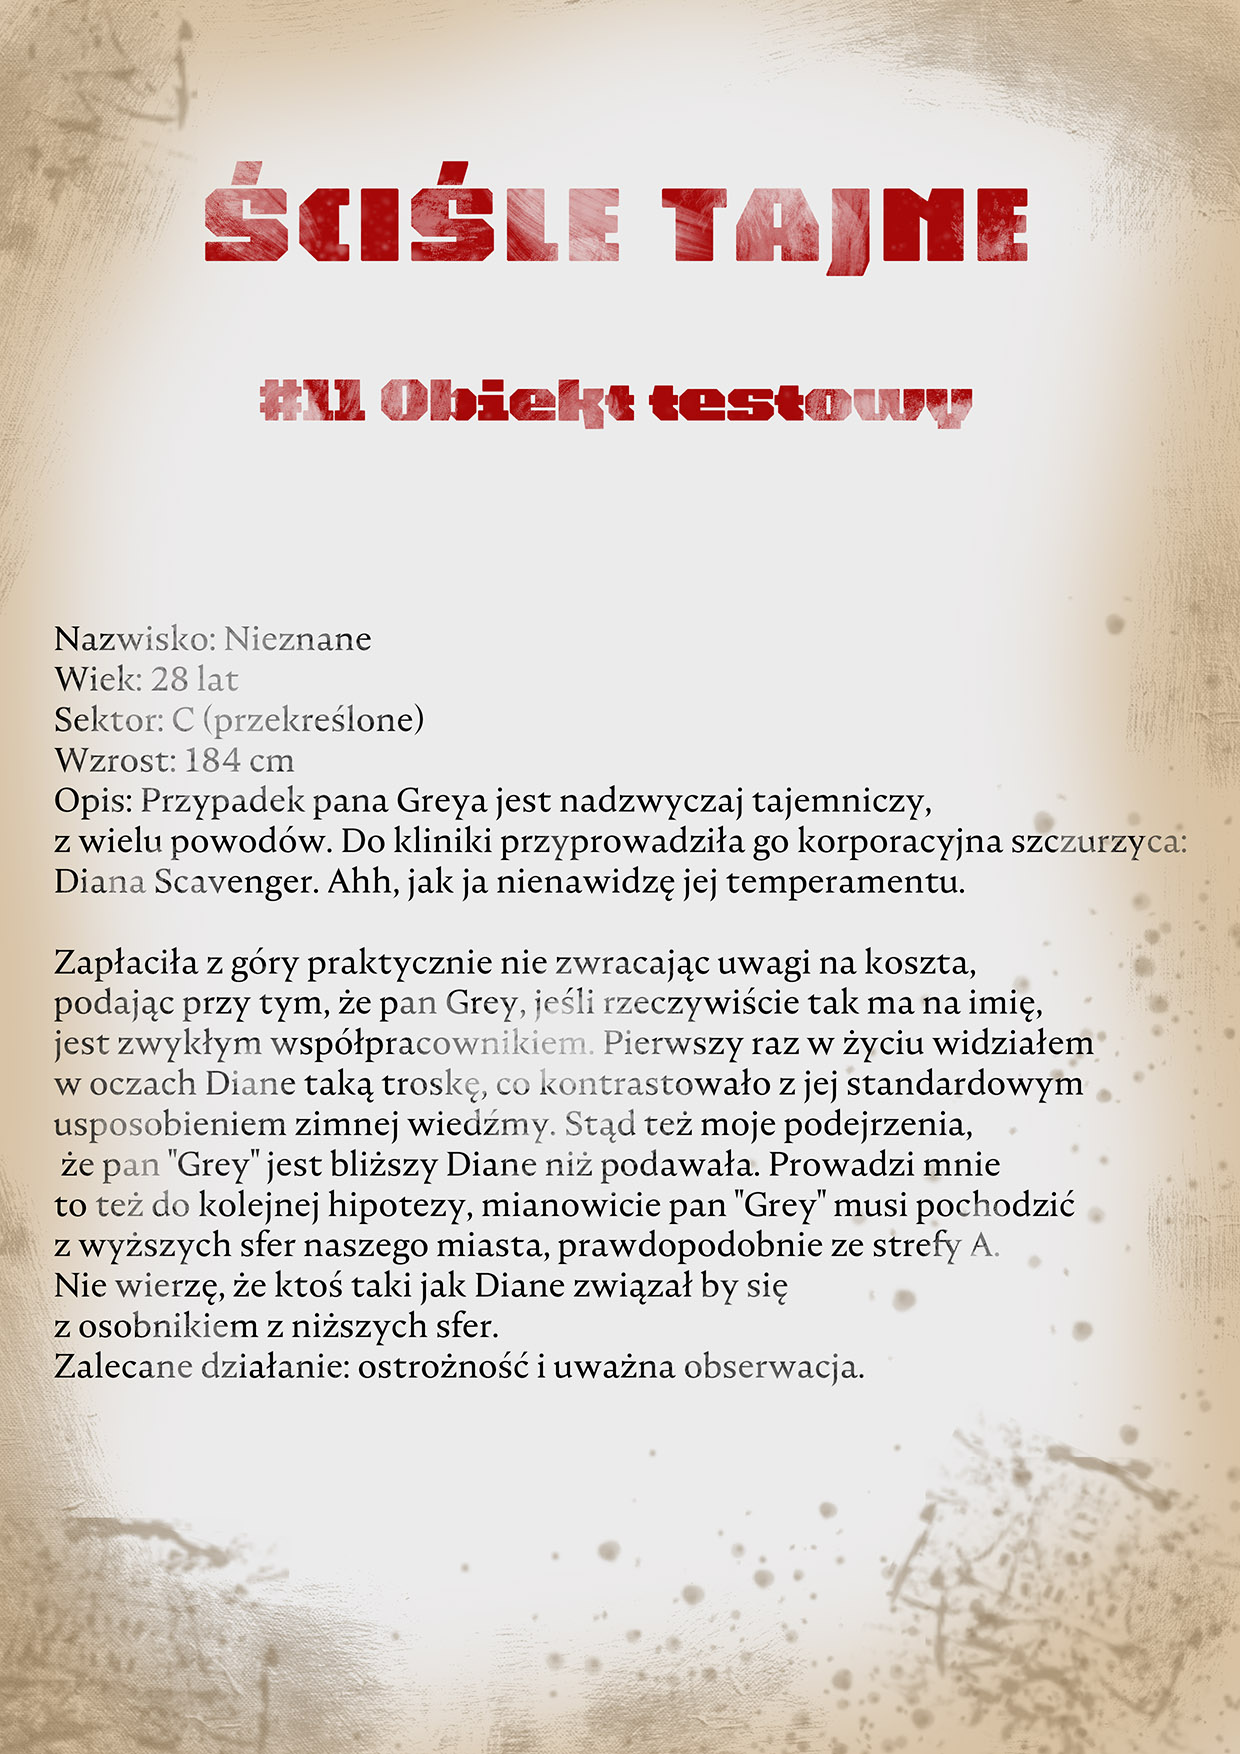 ŚCIŚLE TAJNE
#11 Obiekt testowy
Nazwisko: Nieznane
Wiek: 28 lat
Sektor: C (przekreślone)
Wzrost: 184 cm
Opis: Przypadek pana Greya jest nadzwyczaj tajemniczy,
z wielu powodów. Do kliniki przyprowadziła go korporacyjna szczurzyca:
Diana Scavenger. Ahh, jak ja nienawidzę jej temperamentu.
Zapłaciła z góry praktycznie nie zwracając uwagi na koszta,
podając przy tym, że pan Grey, jeśli rzeczywiście tak ma na imię,
jest zwykłym współpracownikiem. Pierwszy raz w życiu widziałem
w oczach Diane taką troskę, co kontrastowało z jej standardowym
usposobieniem zimnej wiedźmy. Stąd też moje podejrzenia,
że pan "Grey" jest bliższy Diane niż podawała. Prowadzi mnie
to też do kolejnej hipotezy, mianowicie pan "Grey" musi pochodzić
z wyższych sfer naszego miasta, prawdopodobnie ze strefy A.
Nie wierzę, że ktoś taki jak Diane związał by się
z osobnikiem z niższych sfer.
Zalecane działanie: ostrożność i uważna obserwacja.